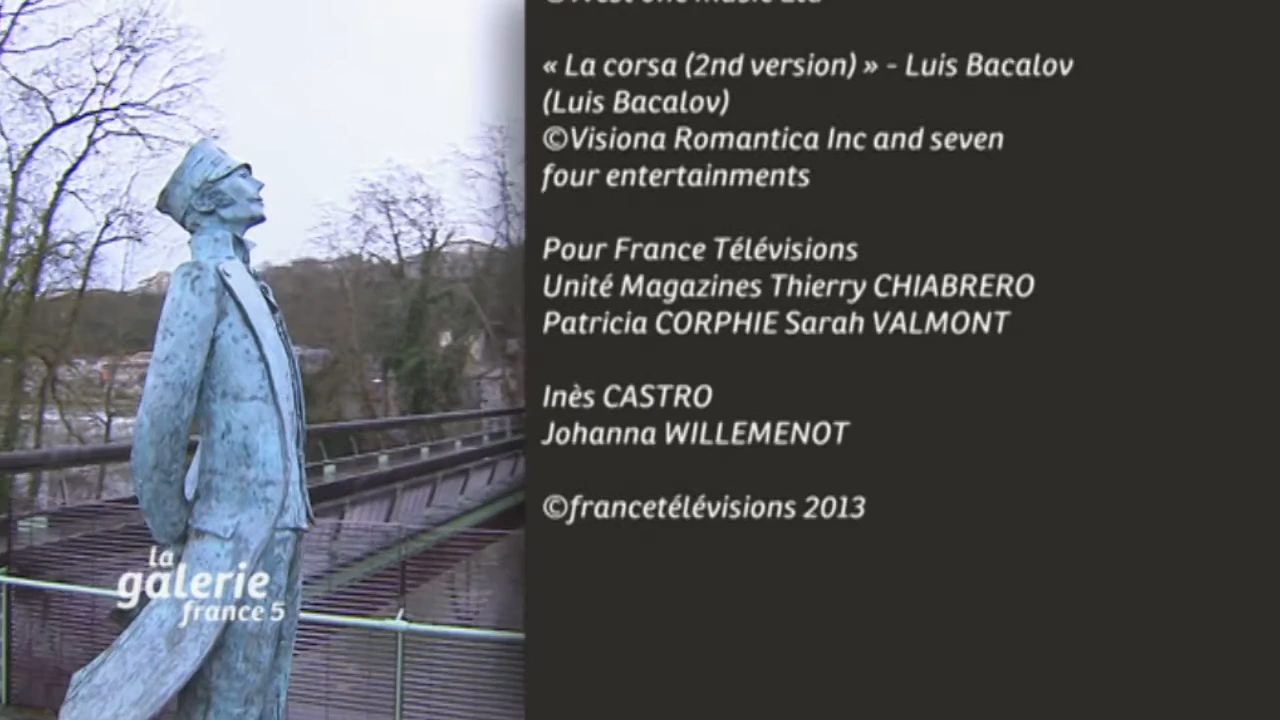 « La corsa (2nd version) » - Luis Bacalov
(Luis Bacalov)
©Visiona Romantica Inc and seven
four entertainments
Pour France Télévisions
Unité Magazines Thierry CHIABRERO
Patricia CORPHIE Sarah VALMONT
Inès CASTRO
Johanna WILLEMENOT
©francetélévisions 2013
la
galerie
france 5